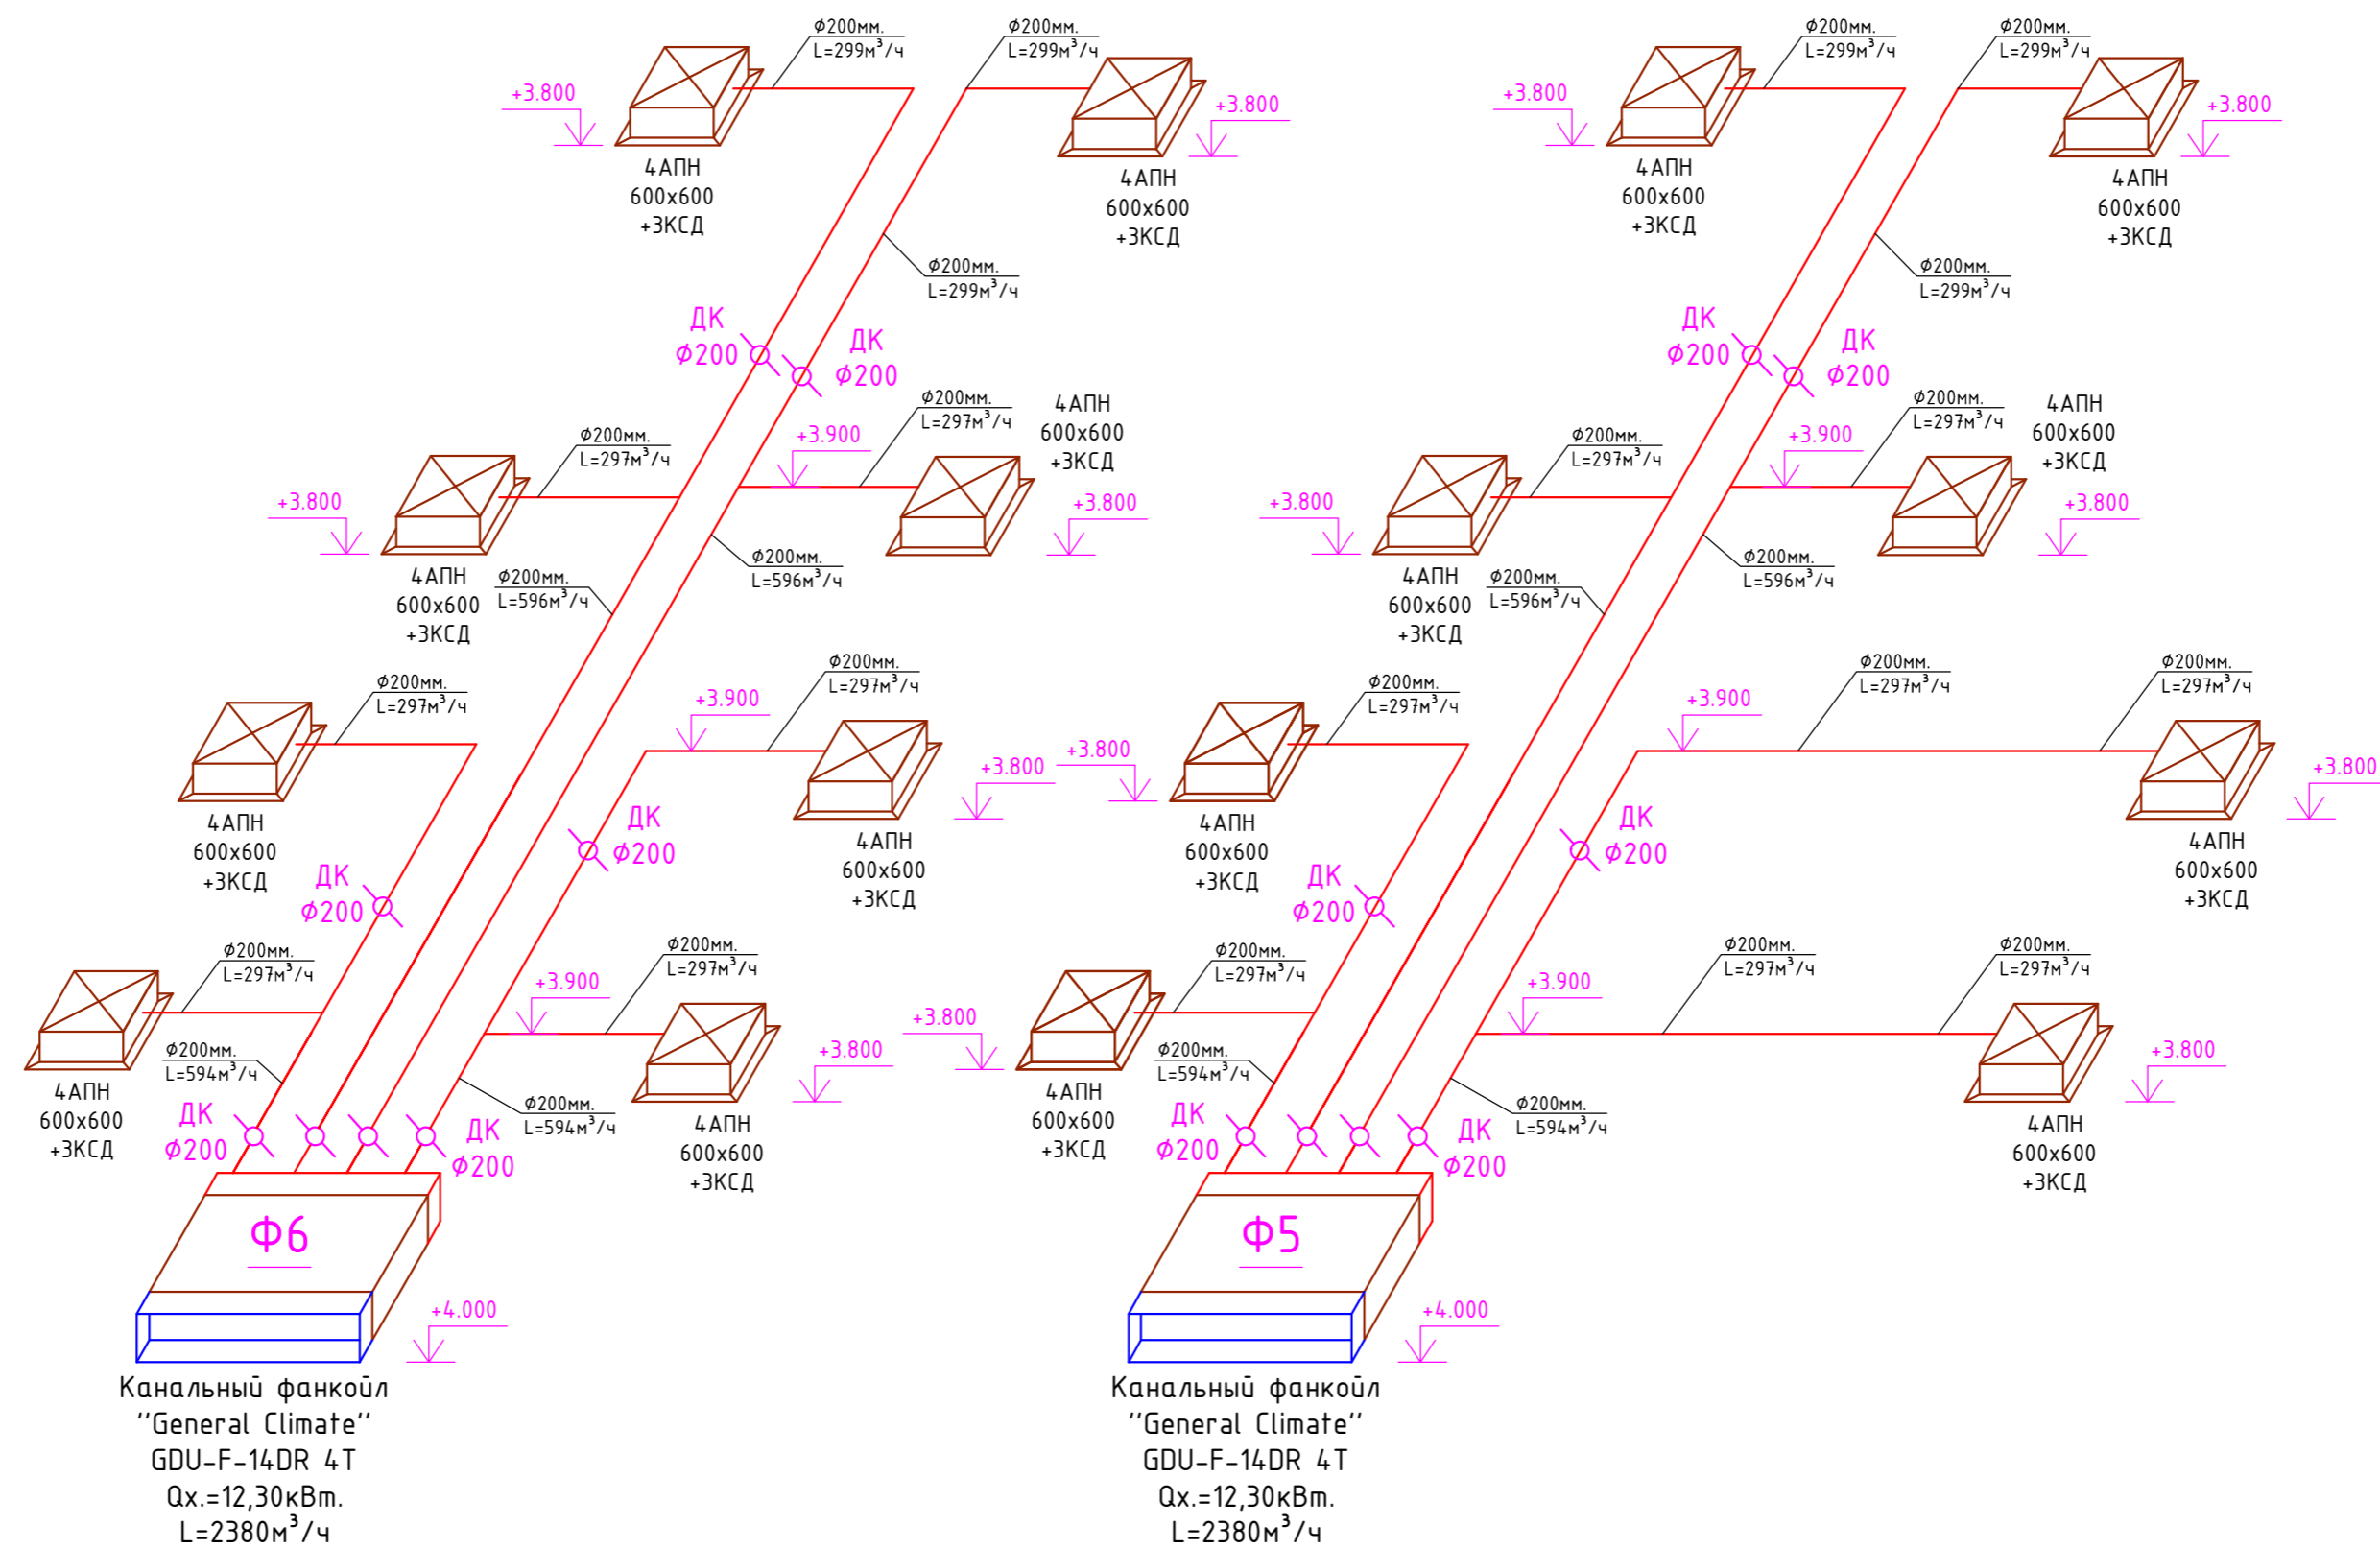 Ф200мм.
L=299м³/ч
Ф200мм.
L=299м³/ч
+3.800
+3.800
4АПН
600х600
+3КСД
4АПН
600х600
+3КСД
Ф200мм.
L=299м³/ч
ДК
Ф200
ДК
Ф200
Ф200мм.
L=297м³/ч
4АПН
600х600
+3КСД
+3.900
Ф200мм.
L=297м³/ч
+3.800
+3.800
4АПН
600х600
+3КСД
Ф200мм.
L=596м³/ч
Ф200мм.
L=596м³/ч
Ф200мм.
L=297м³/ч
Ф200мм.
L=297м³/ч
+3.900
+3.800
4АПН
600х600
+3КСД
4АПН
600х600
+3КСД
ДК
Ф200
ДК
Ф200
Ф200мм.
L=297м³/ч
Ф200мм.
L=297м³/ч
+3.900
+3.800
Ф200мм.
L=594м³/ч
4АПН
600х600
+3КСД
ДК
Ф200
Ф200мм.
L=594м³/ч
ДК
Ф200
4АПН
600х600
+3КСД
Ф6
+4.000
Канальный фанкойл
"General Climate"
GDU-F-14DR 4T
Qх.=12,30кВт.
L=2380м³/ч
Ф200мм.
L=299м³/ч
Ф200мм.
L=299м³/ч
+3.800
+3.800
4АПН
600х600
+3КСД
4АПН
600х600
+3КСД
Ф200мм.
L=299м³/ч
ДК
Ф200
ДК
Ф200
Ф200мм.
L=297м³/ч
4АПН
600х600
+3КСД
+3.900
Ф200мм.
L=297м³/ч
+3.800
+3.800
4АПН
600х600
+3КСД
Ф200мм.
L=596м³/ч
Ф200мм.
L=596м³/ч
Ф200мм.
L=297м³/ч
Ф200мм.
L=297м³/ч
Ф200мм.
L=297м³/ч
+3.900
+3.800
+3.800
4АПН
600х600
+3КСД
4АПН
600х600
+3КСД
ДК
Ф200
ДК
Ф200
Ф200мм.
L=297м³/ч
Ф200мм.
L=297м³/ч
Ф200мм.
L=297м³/ч
+3.900
+3.800
+3.800
Ф200мм.
L=594м³/ч
4АПН
600х600
+3КСД
ДК
Ф200
Ф200мм.
L=594м³/ч
ДК
Ф200
4АПН
600х600
+3КСД
Ф5
+4.000
Канальный фанкойл
"General Climate"
GDU-F-14DR 4T
Qх.=12,30кВт.
L=2380м³/ч